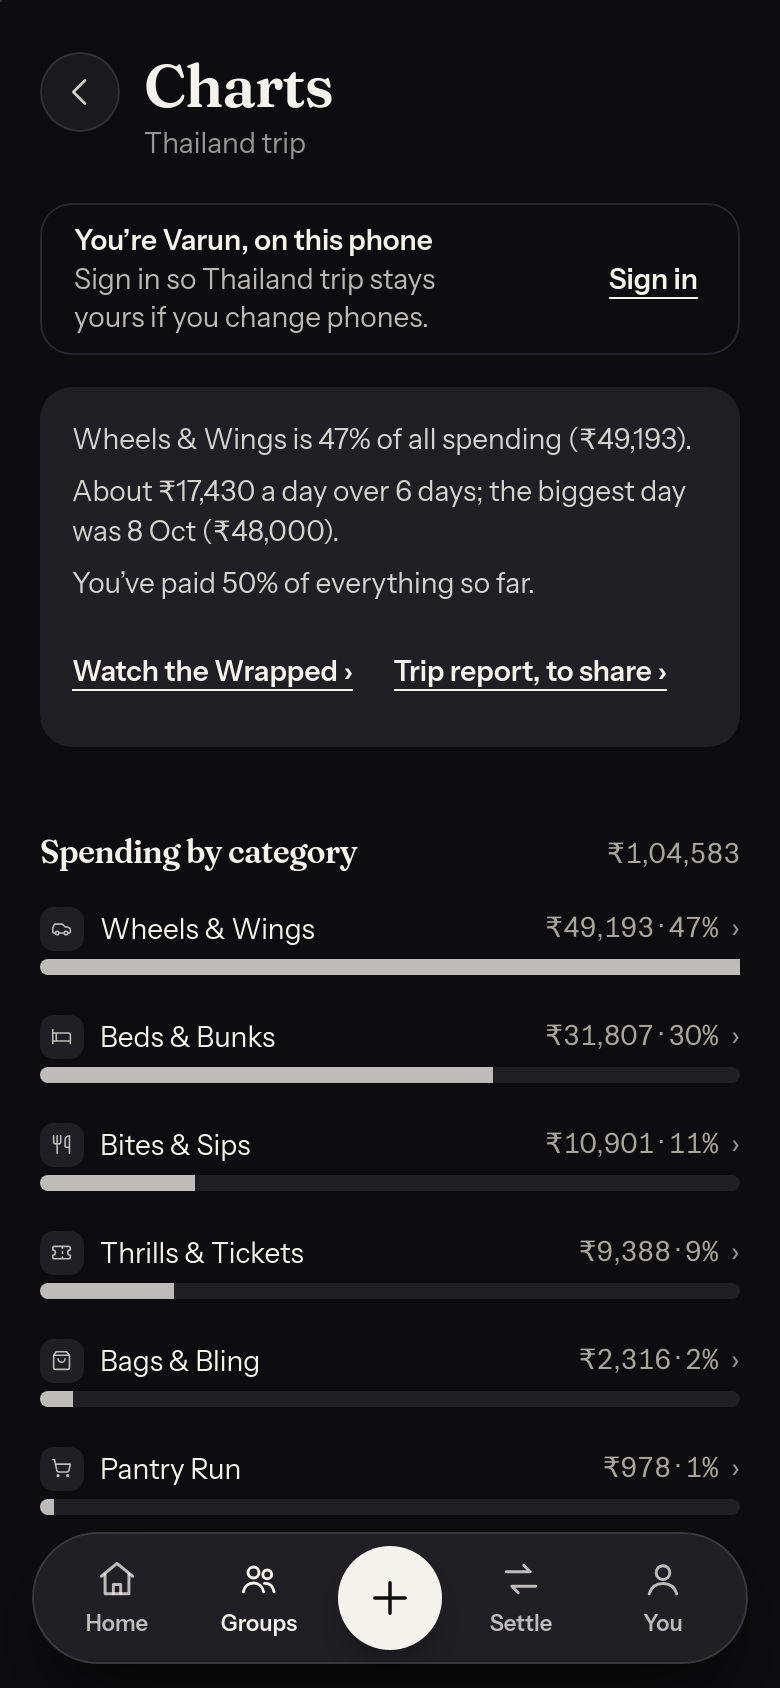 Charts
Thailand trip
You’re Varun, on this phone
Sign in so Thailand trip stays
yours if you change phones.
Sign in
Wheels & Wings is 47% of all spending (₹49,193).
About ₹17,430 a day over 6 days; the biggest day
was 8 Oct (₹48,000).
You’ve paid 50% of everything so far.
Watch the Wrapped ›
Trip report, to share ›
Spending by category
₹1,04,583
Wheels & Wings
₹49,193 · 47% ›
Beds & Bunks
₹31,807 · 30% ›
Bites & Sips
₹10,901 · 11% ›
Thrills & Tickets
₹9,388 · 9% ›
Bags & Bling
₹2,316 · 2% ›
Pantry Run
₹978 · 1% ›
Home
Groups
Settle
You